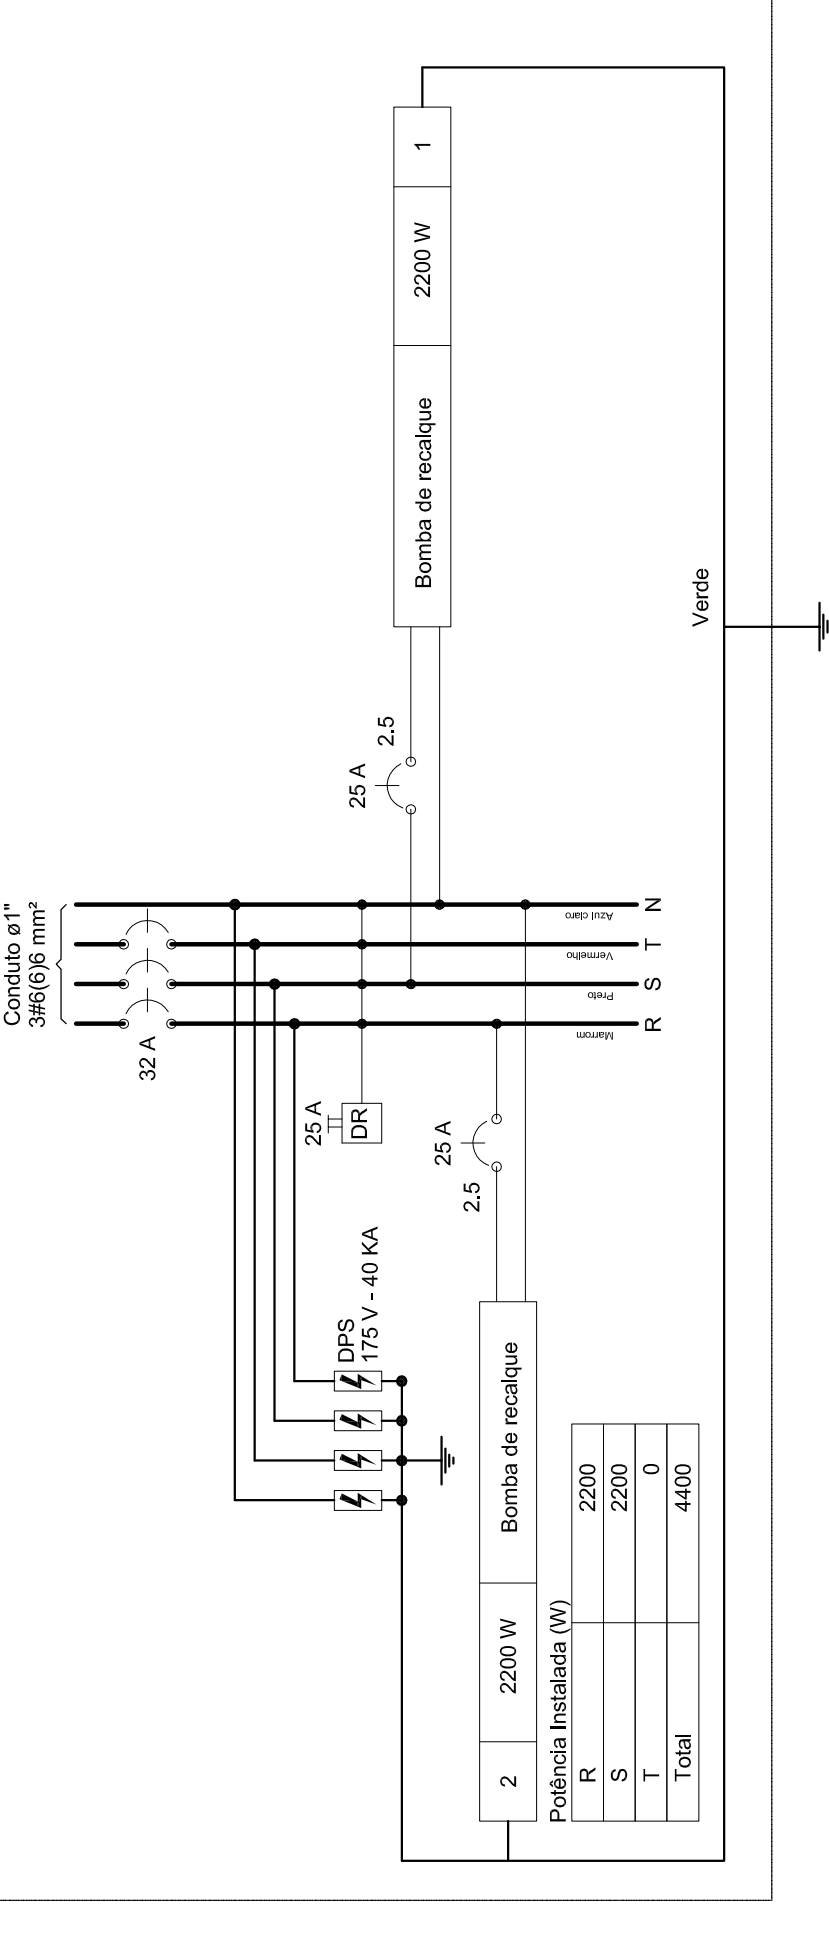 Conduto ø1"
3#6(6)6 mm²
32 A
25 A
DR
DPS
175 V - 40 KA
Azul claro
N
Vermelho
T
Preto
S
Marrom
R
25 A
2.5
Bomba de recalque
2200 W
1
25 A
2.5
Bomba de recalque
2200 W
2
Verde
Potência Instalada (W)
R 2200
S 2200
T 0
Total 4400